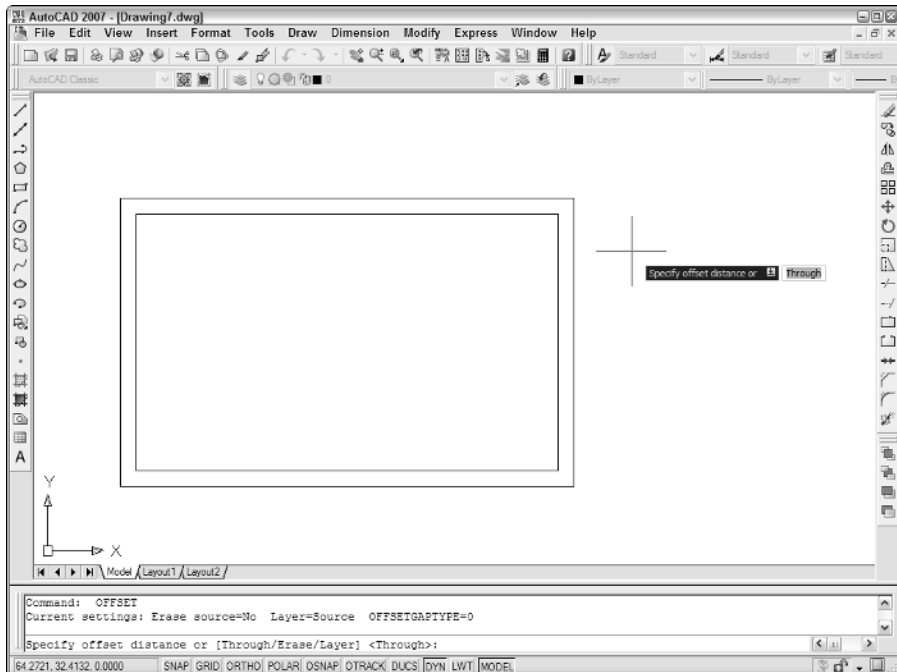 AutoCAD 2007 - [Drawing7.dwg]
File Edit View Insert Format Tools Draw Dimension Modify Express Window Help
Standard Standard Standard
AutoCAD Classic 0 ByLayer ByLayer
Specify offset distance or Through
A
Y
X
Model Layout1 Layout2
Command: OFFSET
Current settings: Erase source=No Layer=Source OFFSETGAPTYPE=0
Specify offset distance or [Through/Erase/Layer] <Through>:
64.2721, 32.4132, 0.0000 SNAP GRID ORTHO POLAR OSNAP OTRACK DUCS DYN LWT MODEL